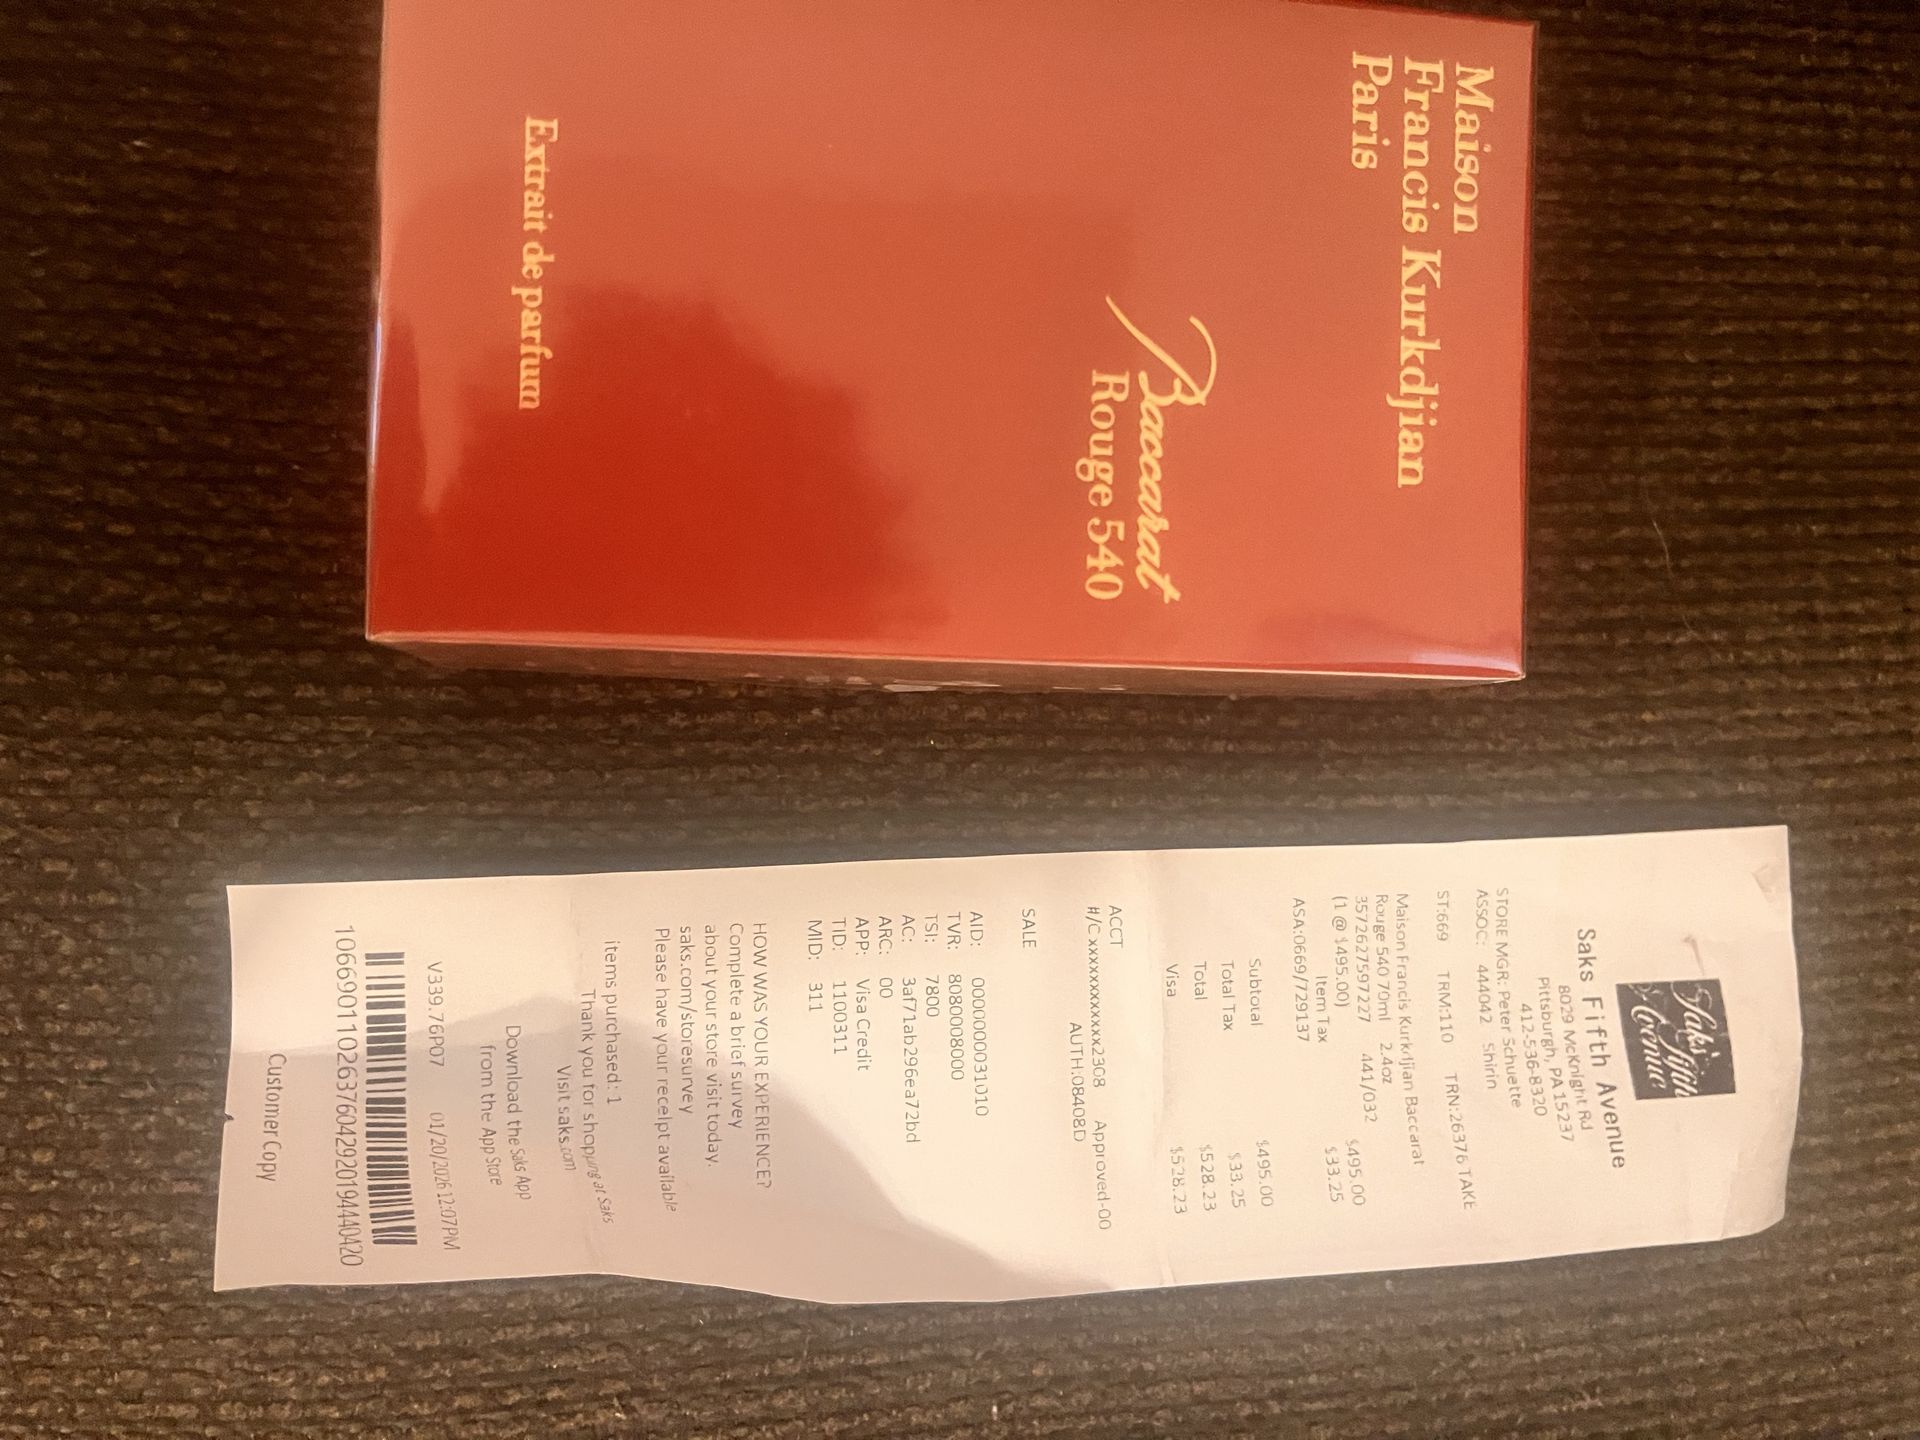 Maison
Francis Kurkdjian
Paris
Baccarat
Rouge 540
Extrait de parfum
Saks Fifth Avenue
Saks Fifth Avenue
8029 McKnight Rd
Pittsburgh, PA 15237
412-536-8320
STORE MGR: Peter Schuette
ASSOC: 444042 Shirin
ST:669 TRM:110 TRN:26376 TAKE
Maison Francis Kurkdjian Baccarat
Rouge 540 70ml 2.4oz
3572627597227 441/032
(1 @ $495.00) $495.00
Item Tax $33.25
ASA:0669/729137
Subtotal $495.00
Total Tax $33.25
Total $528.23
Visa $528.23
ACCT
H/C xxxxxxxxxxxx2308 Approved-00
AUTH:08408D
SALE
AID: 00000000031010
TVR: 8080008000
TSI: 7800
AC: 3af71ab296ea72bd
ARC: 00
APP: Visa Credit
TID: 1100311
MID: 311
HOW WAS YOUR EXPERIENCE?
Complete a brief survey
about your store visit today.
saks.com/storesurvey
Please have your receipt available
items purchased: 1
Thank you for shopping at Saks
Visit saks.com
Download the Saks App
from the App Store
V339.76P07 01/20/2026 12:07PM
1066901102637604292019440420
Customer Copy